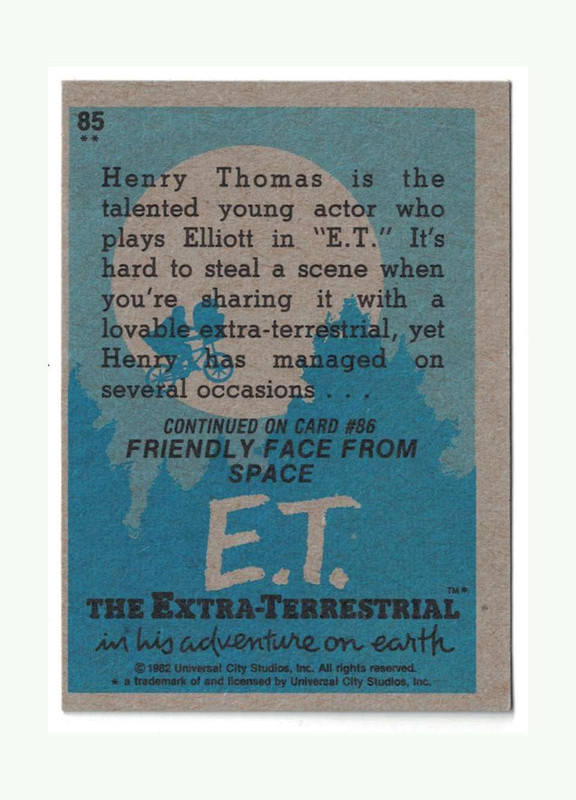 85
**
Henry Thomas is the
talented young actor who
plays Elliott in "E.T." It's
hard to steal a scene when
you're sharing it with a
lovable extra-terrestrial, yet
Henry has managed on
several occasions . . .
CONTINUED ON CARD #86
FRIENDLY FACE FROM
SPACE
E.T.
TM*
THE EXTRA-TERRESTRIAL
in his adventure on earth
©1982 Universal City Studios, Inc. All rights reserved.
* a trademark of and licensed by Universal City Studios, Inc.